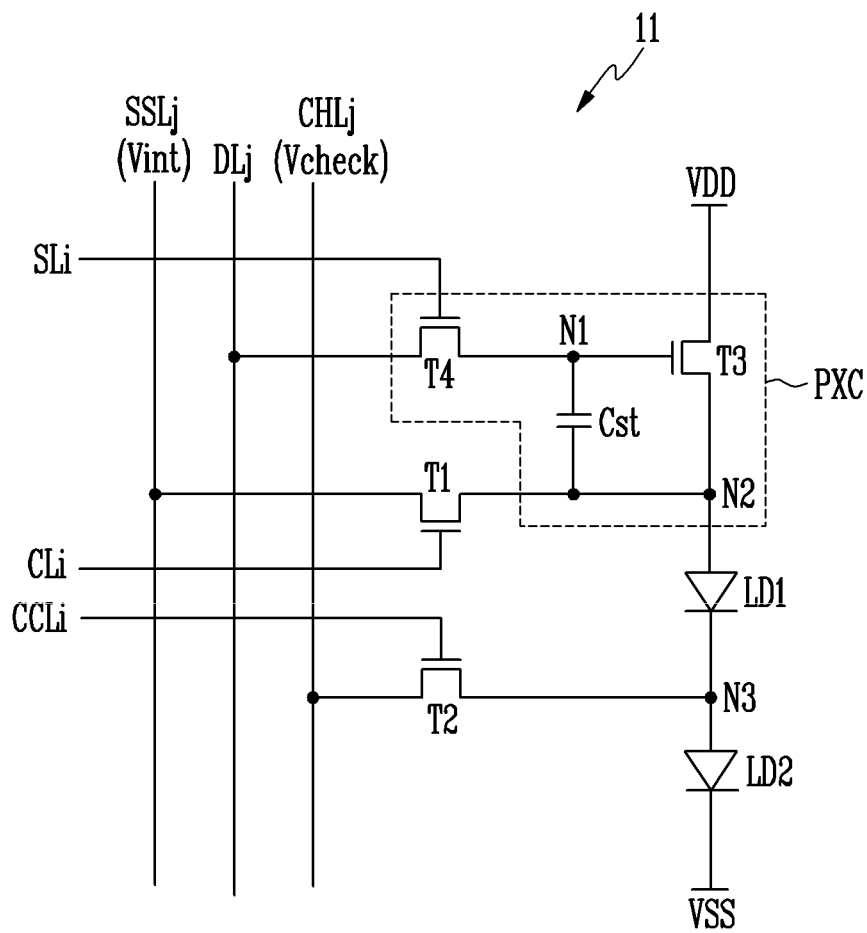 11
SSLj
(Vint)
DLj
CHLj
(Vcheck)
VDD
SLi
N1
T4
T3
PXC
Cst
T1
N2
CLi
LD1
CCLi
T2
N3
LD2
VSS